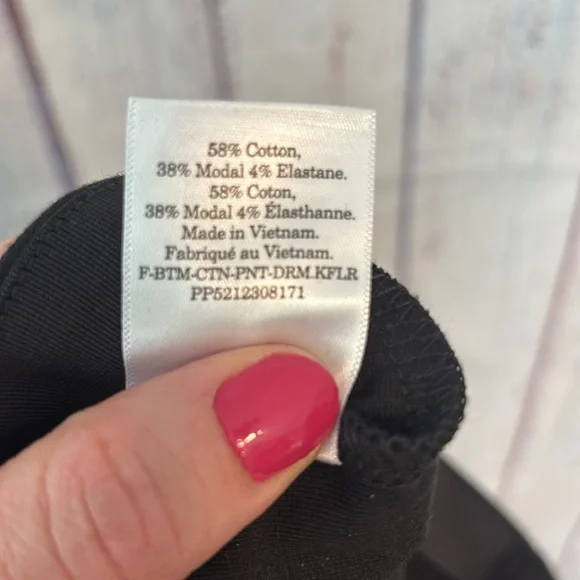 58% Cotton,
38% Modal 4% Elastane.
58% Coton,
38% Modal 4% Élasthanne.
Made in Vietnam.
Fabriqué au Vietnam.
F-BTM-CTN-PNT-DRM.KFLR
PP5212308171